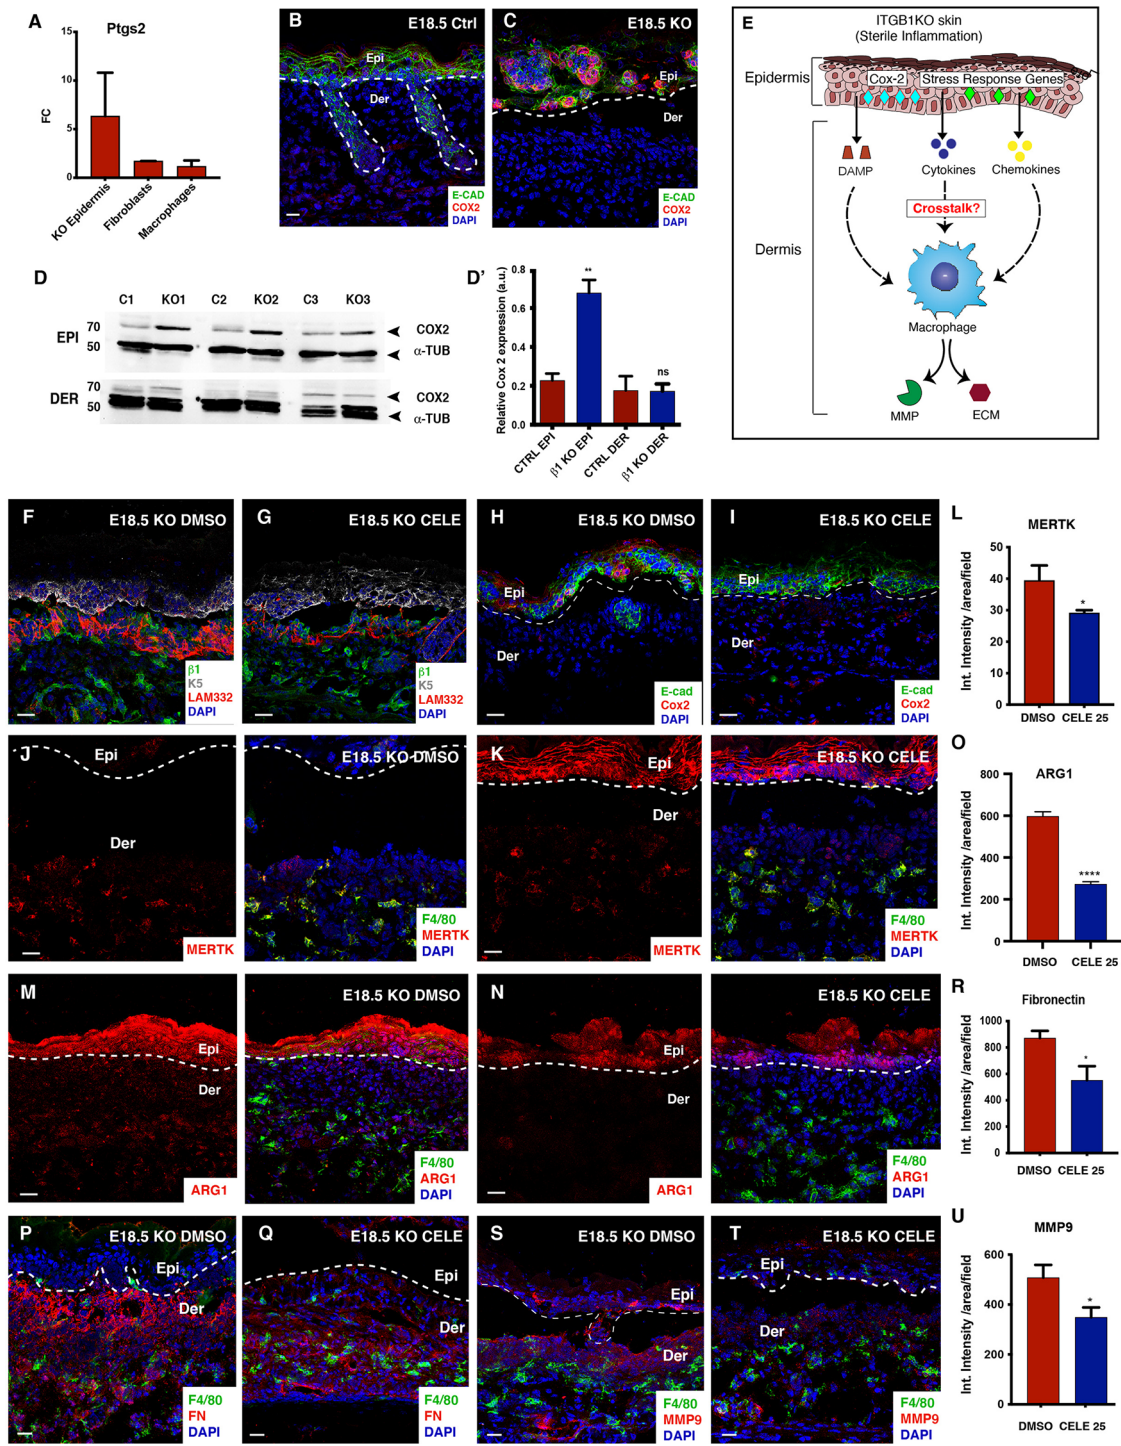 A
Ptgs2
15
10
5
0
FC
KO Epidermis
Fibroblasts
Macrophages
B
E18.5 Ctrl
Epi
Der
E-CAD
COX2
DAPI
C
E18.5 KO
Epi
Der
E-CAD
COX2
DAPI
D
C1 KO1 C2 KO2 C3 KO3
EPI
70
50
COX2
α-TUB
DER
70
50
COX2
α-TUB
D'
Relative Cox 2 expression (a.u.)
0.8
0.6
0.4
0.2
0.0
**
ns
CTRL EPI
β1 KO EPI
CTRL DER
β1 KO DER
E
ITGB1KO skin
(Sterile Inflammation)
Epidermis
Cox-2
Stress Response Genes
DAMP
Cytokines
Chemokines
Crosstalk?
Dermis
Macrophage
MMP
ECM
F
E18.5 KO DMSO
β1
K5
LAM332
DAPI
G
E18.5 KO CELE
β1
K5
LAM332
DAPI
H
E18.5 KO DMSO
Epi
Der
E-cad
Cox2
DAPI
I
E18.5 KO CELE
Epi
Der
E-cad
Cox2
DAPI
L
MERTK
Int. Intensity /area/field
50
40
30
20
10
0
*
DMSO CELE 25
J
Epi
Der
MERTK
E18.5 KO DMSO
F4/80
MERTK
DAPI
K
Epi
Der
MERTK
E18.5 KO CELE
F4/80
MERTK
DAPI
O
ARG1
Int. Intensity /area/field
800
600
400
200
0
****
DMSO CELE 25
M
Epi
Der
ARG1
E18.5 KO DMSO
F4/80
ARG1
DAPI
N
Epi
Der
ARG1
E18.5 KO CELE
F4/80
ARG1
DAPI
R
Fibronectin
Int. Intensity /area/field
1000
800
600
400
200
0
*
DMSO CELE 25
P
E18.5 KO DMSO
Epi
Der
F4/80
FN
DAPI
Q
E18.5 KO CELE
Epi
Der
F4/80
FN
DAPI
S
E18.5 KO DMSO
Epi
Der
F4/80
MMP9
DAPI
T
E18.5 KO CELE
Epi
Der
F4/80
MMP9
DAPI
U
MMP9
Int. Intensity /area/field
600
400
200
0
*
DMSO CELE 25